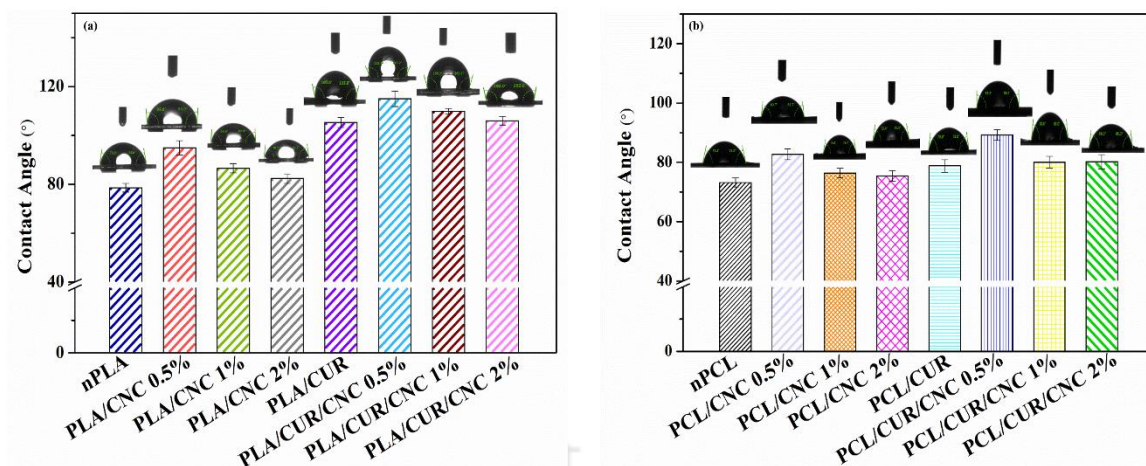 (a)
Contact Angle (°)
120
80
40
0
nPLA
PLA/CNC 0.5%
PLA/CNC 1%
PLA/CNC 2%
PLA/CUR
PLA/CUR/CNC 0.5%
PLA/CUR/CNC 1%
PLA/CUR/CNC 2%
(b)
Contact Angle (°)
120
100
80
60
40
0
nPCL
PCL/CNC 0.5%
PCL/CNC 1%
PCL/CNC 2%
PCL/CUR
PCL/CUR/CNC 0.5%
PCL/CUR/CNC 1%
PCL/CUR/CNC 2%